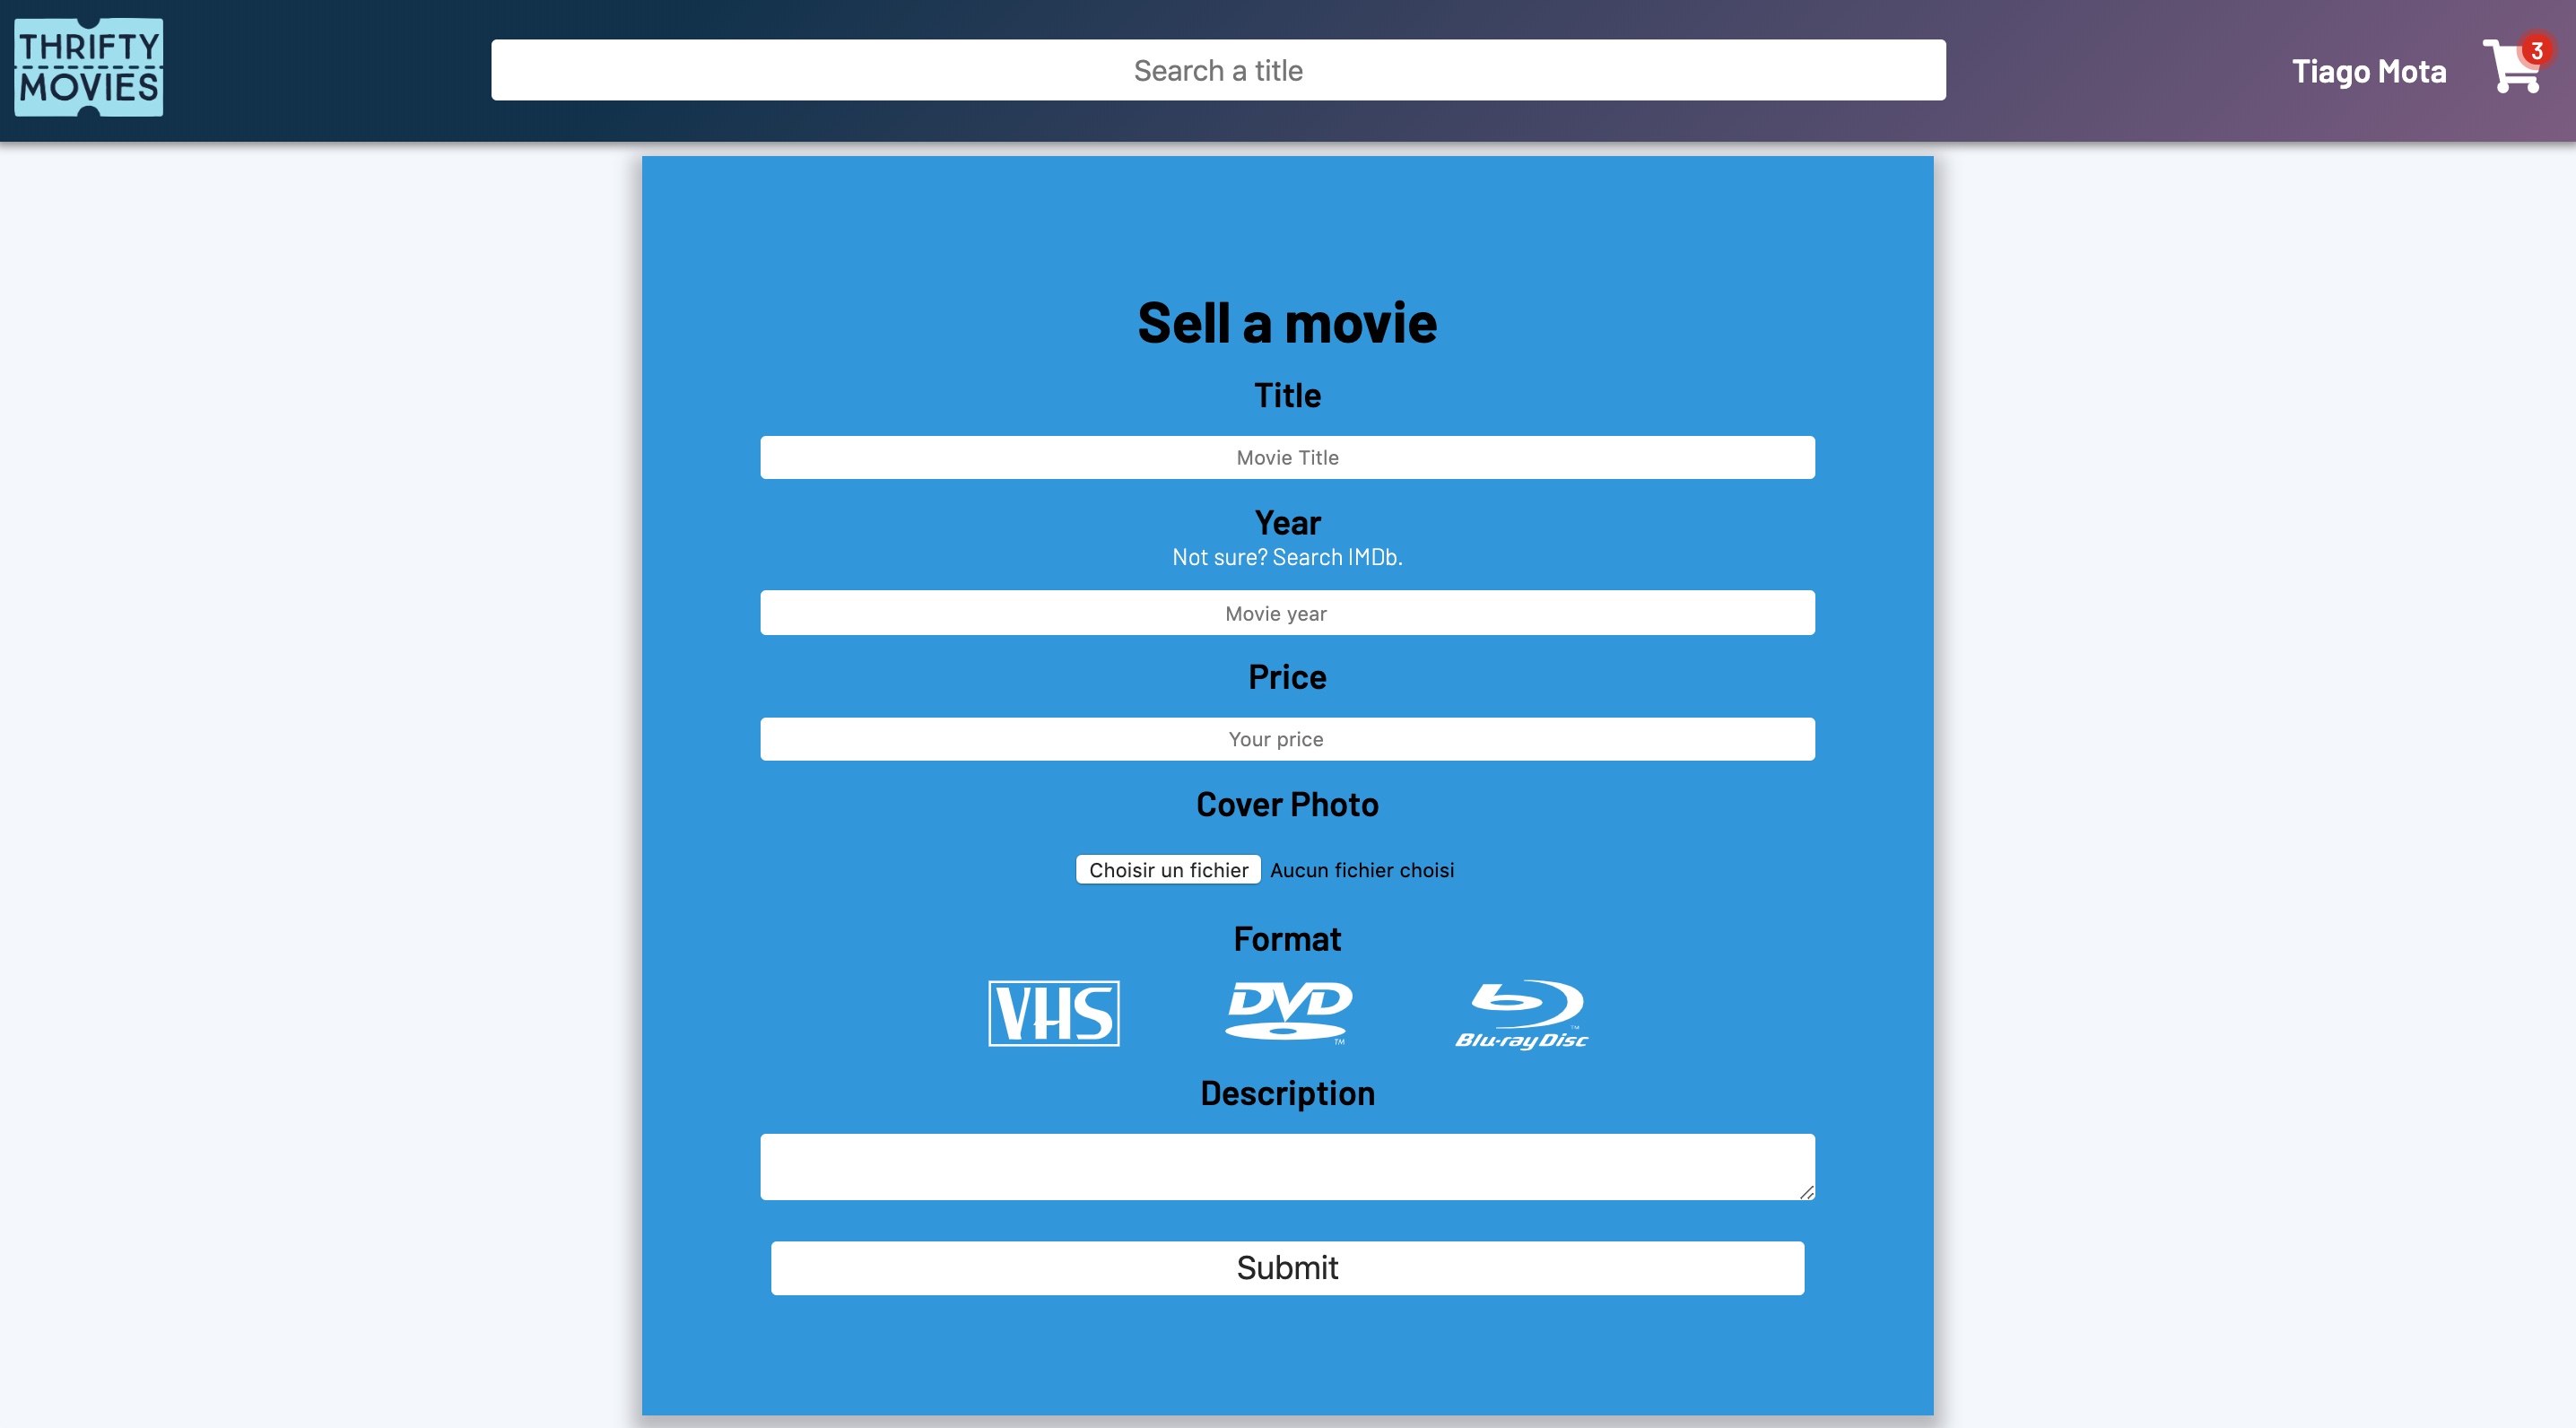 THRIFTY
MOVIES
Search a title
Tiago Mota
3
Sell a movie
Title
Movie Title
Year
Not sure? Search IMDb.
Movie year
Price
Your price
Cover Photo
Choisir un fichier Aucun fichier choisi
Format
VHS
DVD
TM
b
TM
Blu-ray Disc
Description
Submit